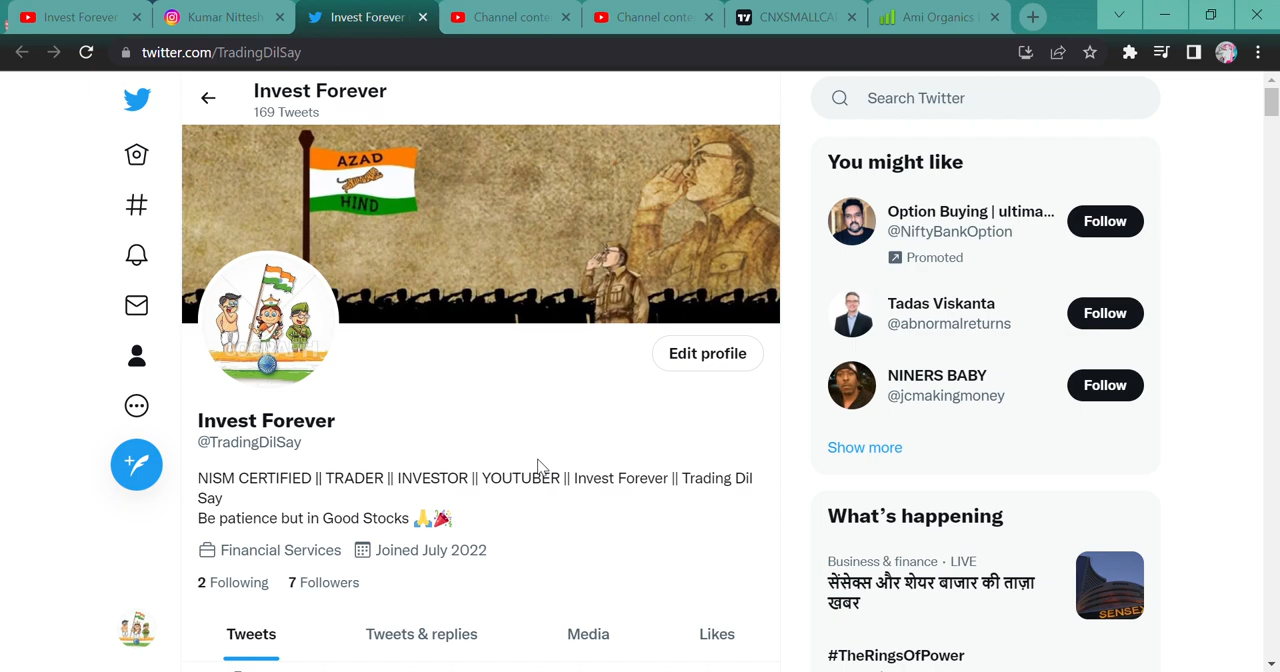 Invest Forever
Kumar Nittesh
Invest Forever
Channel conte
Channel conte
CNXSMALLCA
Ami Organics
twitter.com/TradingDilSay
Invest Forever
169 Tweets
Search Twitter
AZAD
HIND
You might like
Option Buying | ultima...
@NiftyBankOption
Follow
Promoted
Tadas Viskanta
@abnormalreturns
Follow
Edit profile
NINERS BABY
@jcmakingmoney
Follow
Invest Forever
@TradingDilSay
Show more
NISM CERTIFIED || TRADER || INVESTOR || YOUTUBER || Invest Forever || Trading Dil
Say
Be patience but in Good Stocks 🙏🎉
What's happening
Financial Services Joined July 2022
Business & finance · LIVE
सेंसेक्स और शेयर बाजार की ताज़ा
खबर
SENSEX
2 Following 7 Followers
Tweets Tweets & replies Media Likes
#TheRingsOfPower